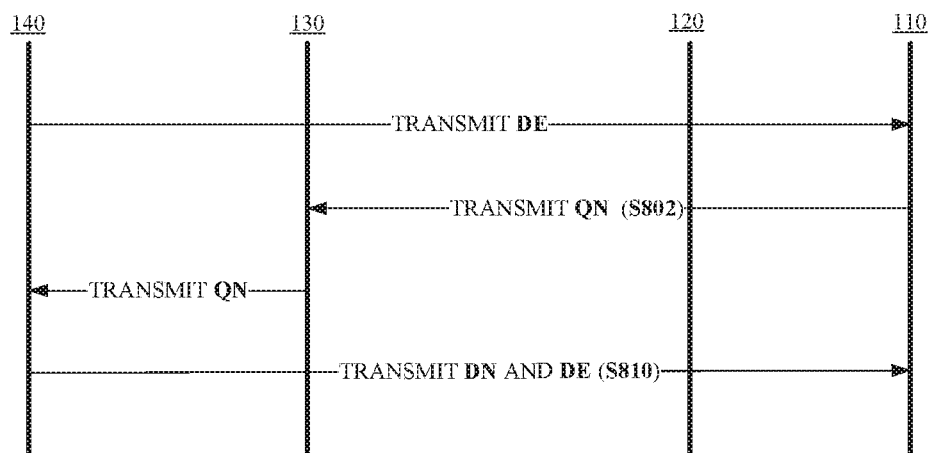 140 130 120 110
TRANSMIT DE
TRANSMIT QN (S802)
TRANSMIT QN
TRANSMIT DN AND DE (S810)